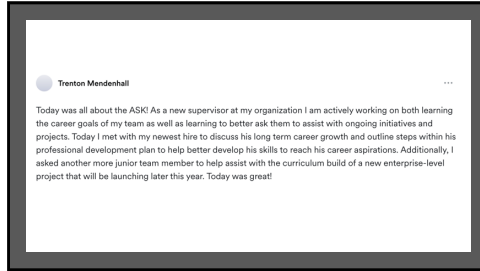 Trenton Mendenhall
...
Today was all about the ASK! As a new supervisor at my organization I am actively working on both learning
the career goals of my team as well as learning to better ask them to assist with ongoing initiatives and
projects. Today I met with my newest hire to discuss his long term career growth and outline steps within his
professional development plan to help better develop his skills to reach his career aspirations. Additionally, I
asked another more junior team member to help assist with the curriculum build of a new enterprise-level
project that will be launching later this year. Today was great!